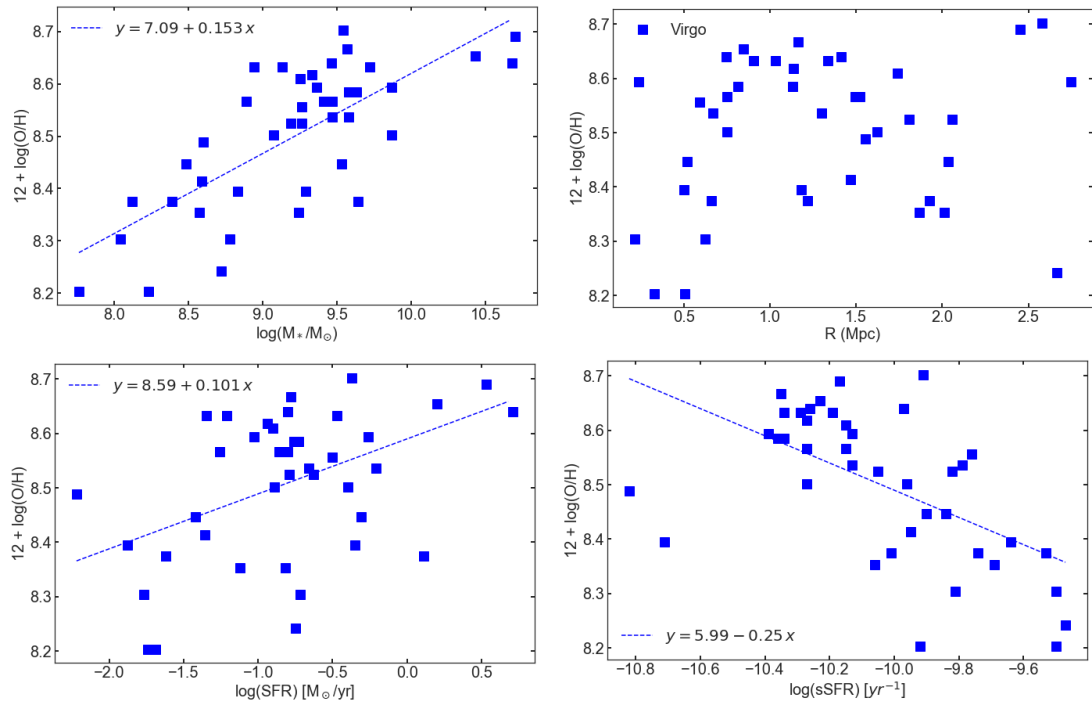 8.7
8.6
8.5
8.4
8.3
8.2
12 + log(O/H)
y = 7.09 + 0.153 x
8.0 8.5 9.0 9.5 10.0 10.5
log(M*/M⊙)
8.7
8.6
8.5
8.4
8.3
8.2
12 + log(O/H)
Virgo
0.5 1.0 1.5 2.0 2.5
R (Mpc)
8.7
8.6
8.5
8.4
8.3
8.2
12 + log(O/H)
y = 8.59 + 0.101 x
−2.0 −1.5 −1.0 −0.5 0.0 0.5
log(SFR) [M⊙/yr]
8.7
8.6
8.5
8.4
8.3
8.2
12 + log(O/H)
y = 5.99 − 0.25 x
−10.8 −10.6 −10.4 −10.2 −10.0 −9.8 −9.6
log(sSFR) [yr⁻¹]